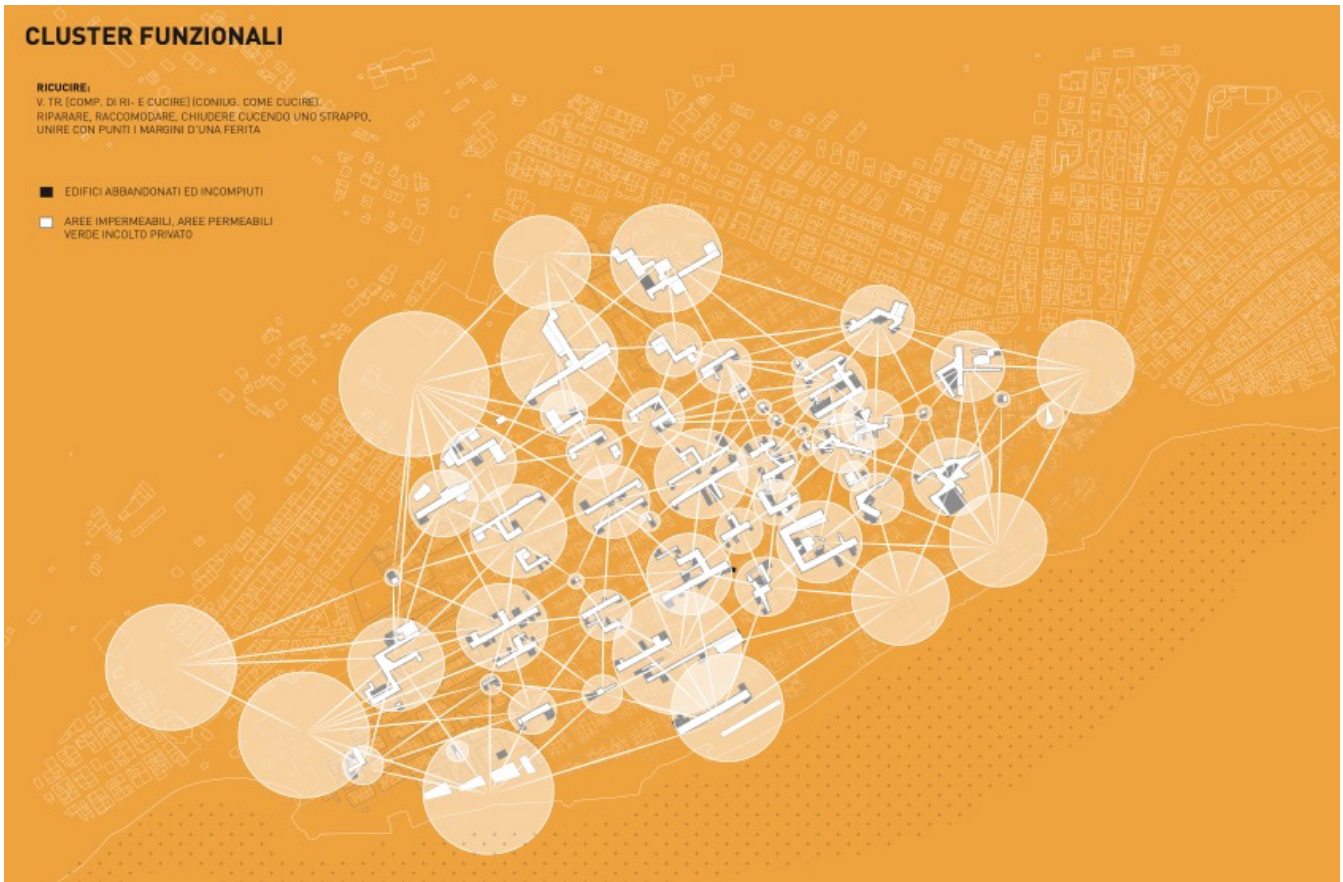 CLUSTER FUNZIONALI
RICUCIRE:
V. TR. [COMP. DI RI- E CUCIRE] (CONIUG. COME CUCIRE).
RIPARARE, RACCOMODARE, CHIUDERE CUCENDO UNO STRAPPO,
UNIRE CON PUNTI I MARGINI D'UNA FERITA
EDIFICI ABBANDONATI ED INCOMPIUTI
AREE IMPERMEABILI, AREE PERMEABILI
VERDE INCOLTO PRIVATO